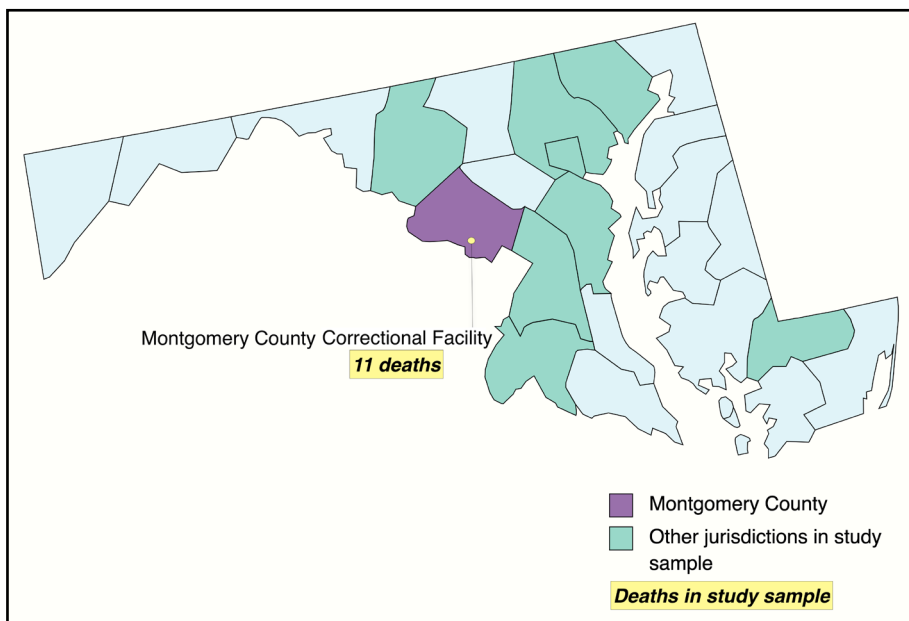 Montgomery County Correctional Facility
11 deaths
Montgomery County
Other jurisdictions in study
sample
Deaths in study sample